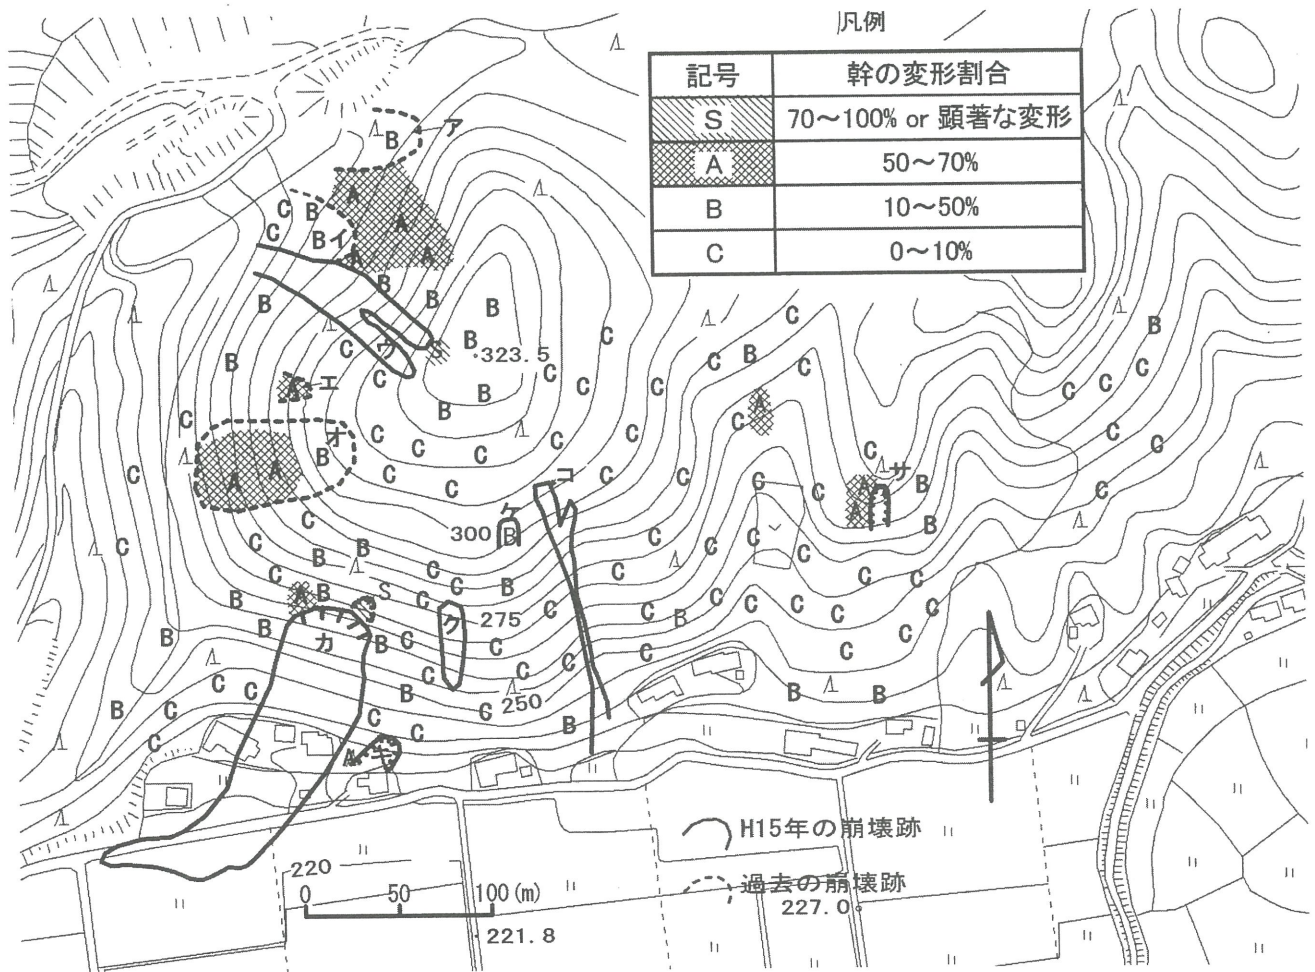 凡例
記号 幹の変形割合
S 70～100% or 顕著な変形
A 50～70%
B 10～50%
C 0～10%
B ア
A
C B A
C B イ A A
B B
B B
B
C ウ S B 323.5
C C
B C C C
A エ B B
C B C
C B C
C A C C
オ C C C
A A B C C C C サ
C C C C A B
ケ コ
300 B A B
C C
C B B C C C C
C C B C C C
A B S C C C C C C
B ク 275 C B C
B カ B C C C
B C C C C
C C B 250 B B
B C C C B
C C
A キ
H15年の崩壊跡
220
過去の崩壊跡
0 50 100(m)
227.0
221.8